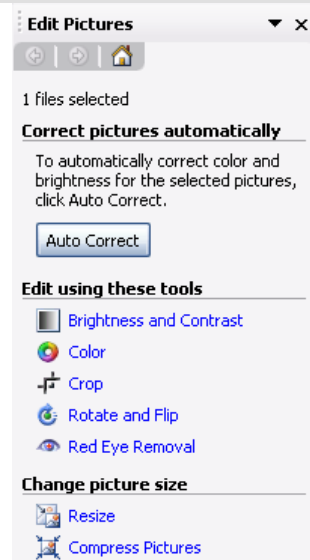 Edit Pictures
1 files selected
Correct pictures automatically
To automatically correct color and
brightness for the selected pictures,
click Auto Correct.
Auto Correct
Edit using these tools
Brightness and Contrast
Color
Crop
Rotate and Flip
Red Eye Removal
Change picture size
Resize
Compress Pictures